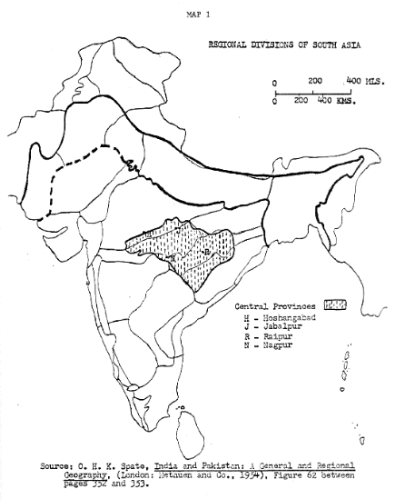 MAP 1
REGIONAL DIVISIONS OF SOUTH ASIA
0 200 400 MLS.
0 200 400 KMS.
R
Central Provinces
H - Hoshangabad
J - Jabalpur
R - Raipur
N - Nagpur
Source: O. H. K. Spate, India and Pakistan: A General and Regional
Geography, (London: Metauen and Co., 1954), Figure 62 between
pages 352 and 353.